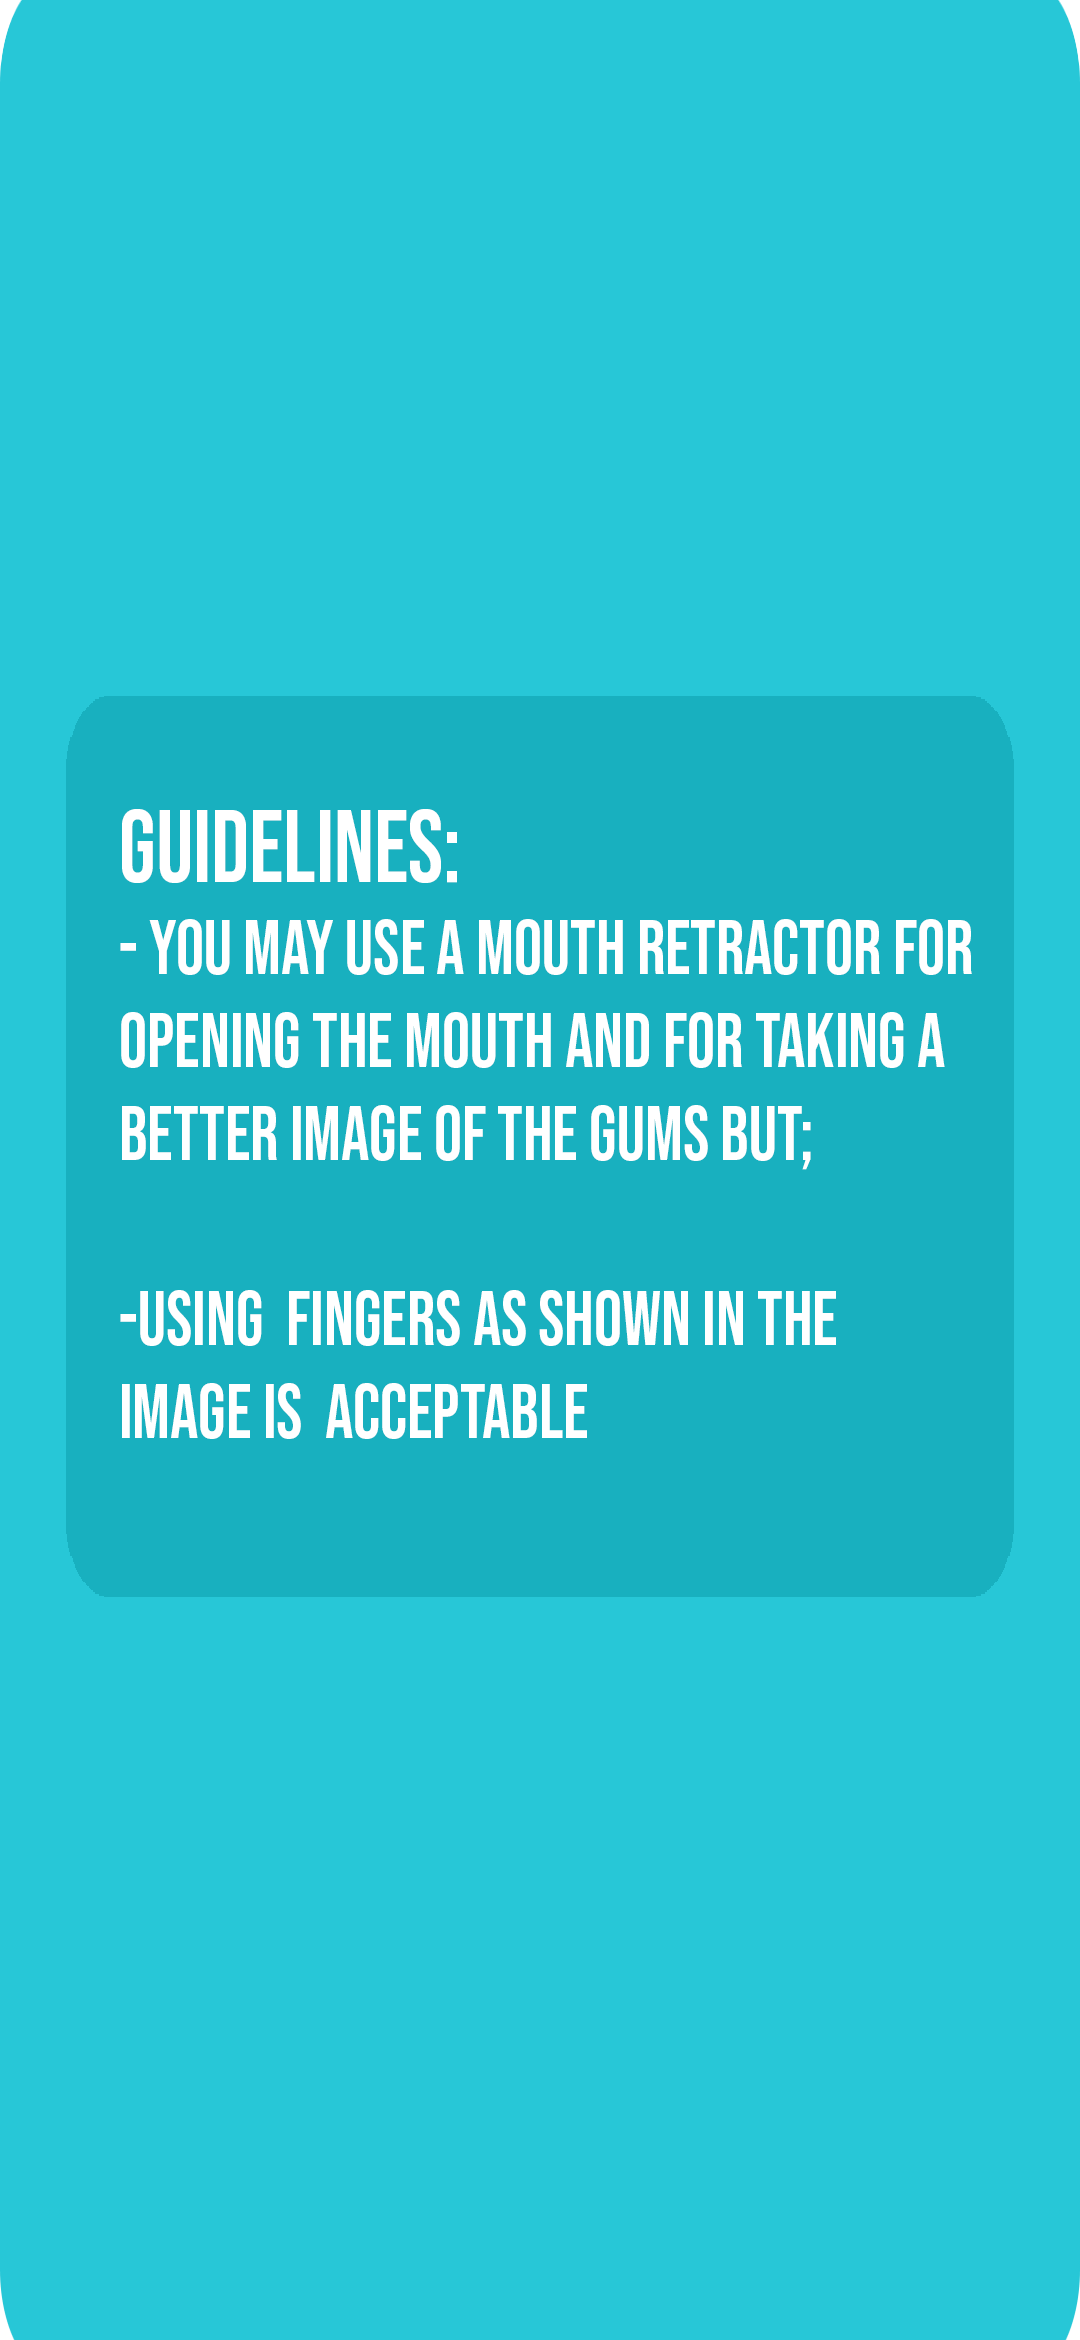 GUIDELINES:
- YOU MAY USE A MOUTH RETRACTOR FOR
OPENING THE MOUTH AND FOR TAKING A
BETTER IMAGE OF THE GUMS BUT;
-USING  FINGERS AS SHOWN IN THE
IMAGE IS  ACCEPTABLE